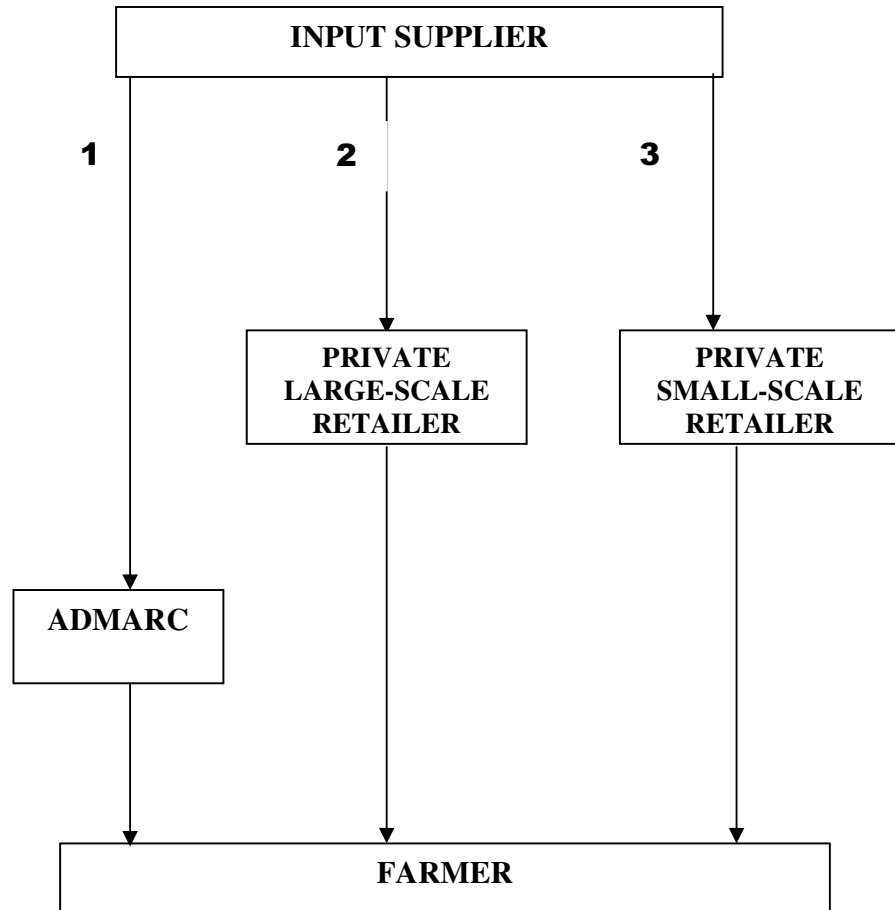 INPUT SUPPLIER
1
2
3
PRIVATE
LARGE-SCALE
RETAILER
PRIVATE
SMALL-SCALE
RETAILER
ADMARC
FARMER